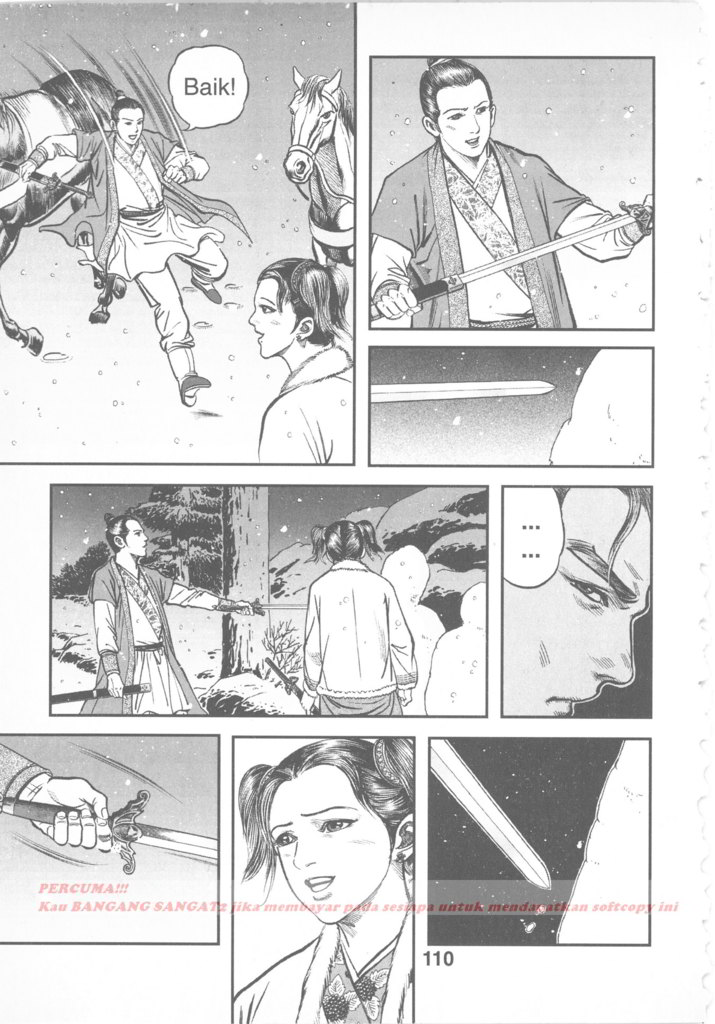 Baik!
...
...
PERCUMA!!!
Kau BANGANG SANGAT2 jika membayar pada sesiapa untuk mendapatkan softcopy ini
110